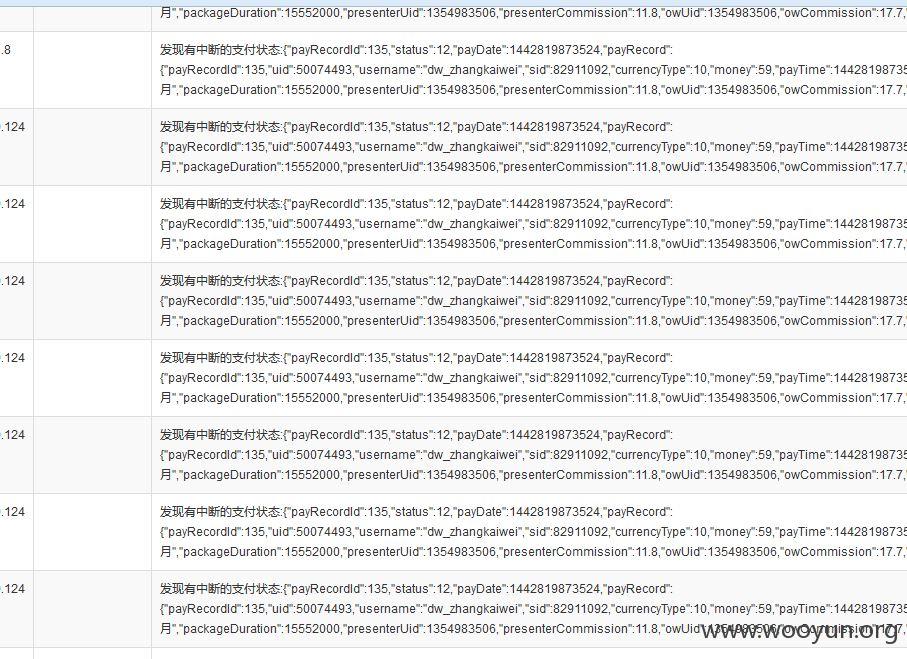 月","packageDuration":15552000,"presenterUid":1354983506,"presenterCommission":11.8,"owUid":1354983506,"owCommission":17.7,"
.8
发现有中断的支付状态:{"payRecordId":135,"status":12,"payDate":1442819873524,"payRecord":
{"payRecordId":135,"uid":50074493,"username":"dw_zhangkaiwei","sid":82911092,"currencyType":10,"money":59,"payTime":14428198735
月","packageDuration":15552000,"presenterUid":1354983506,"presenterCommission":11.8,"owUid":1354983506,"owCommission":17.7,"
.124
发现有中断的支付状态:{"payRecordId":135,"status":12,"payDate":1442819873524,"payRecord":
{"payRecordId":135,"uid":50074493,"username":"dw_zhangkaiwei","sid":82911092,"currencyType":10,"money":59,"payTime":14428198735
月","packageDuration":15552000,"presenterUid":1354983506,"presenterCommission":11.8,"owUid":1354983506,"owCommission":17.7,"
.124
发现有中断的支付状态:{"payRecordId":135,"status":12,"payDate":1442819873524,"payRecord":
{"payRecordId":135,"uid":50074493,"username":"dw_zhangkaiwei","sid":82911092,"currencyType":10,"money":59,"payTime":14428198735
月","packageDuration":15552000,"presenterUid":1354983506,"presenterCommission":11.8,"owUid":1354983506,"owCommission":17.7,"
.124
发现有中断的支付状态:{"payRecordId":135,"status":12,"payDate":1442819873524,"payRecord":
{"payRecordId":135,"uid":50074493,"username":"dw_zhangkaiwei","sid":82911092,"currencyType":10,"money":59,"payTime":14428198735
月","packageDuration":15552000,"presenterUid":1354983506,"presenterCommission":11.8,"owUid":1354983506,"owCommission":17.7,"
.124
发现有中断的支付状态:{"payRecordId":135,"status":12,"payDate":1442819873524,"payRecord":
{"payRecordId":135,"uid":50074493,"username":"dw_zhangkaiwei","sid":82911092,"currencyType":10,"money":59,"payTime":14428198735
月","packageDuration":15552000,"presenterUid":1354983506,"presenterCommission":11.8,"owUid":1354983506,"owCommission":17.7,"
.124
发现有中断的支付状态:{"payRecordId":135,"status":12,"payDate":1442819873524,"payRecord":
{"payRecordId":135,"uid":50074493,"username":"dw_zhangkaiwei","sid":82911092,"currencyType":10,"money":59,"payTime":14428198735
月","packageDuration":15552000,"presenterUid":1354983506,"presenterCommission":11.8,"owUid":1354983506,"owCommission":17.7,"
.124
发现有中断的支付状态:{"payRecordId":135,"status":12,"payDate":1442819873524,"payRecord":
{"payRecordId":135,"uid":50074493,"username":"dw_zhangkaiwei","sid":82911092,"currencyType":10,"money":59,"payTime":14428198735
月","packageDuration":15552000,"presenterUid":1354983506,"presenterCommission":11.8,"owUid":1354983506,"owCommission":17.7,"
.124
发现有中断的支付状态:{"payRecordId":135,"status":12,"payDate":1442819873524,"payRecord":
{"payRecordId":135,"uid":50074493,"username":"dw_zhangkaiwei","sid":82911092,"currencyType":10,"money":59,"payTime":14428198735
月","packageDuration":15552000,"presenterUid":1354983506,"presenterCommission":11.8,"owUid":1354983506,"owCommission":17.7,"
www.wooyun.org